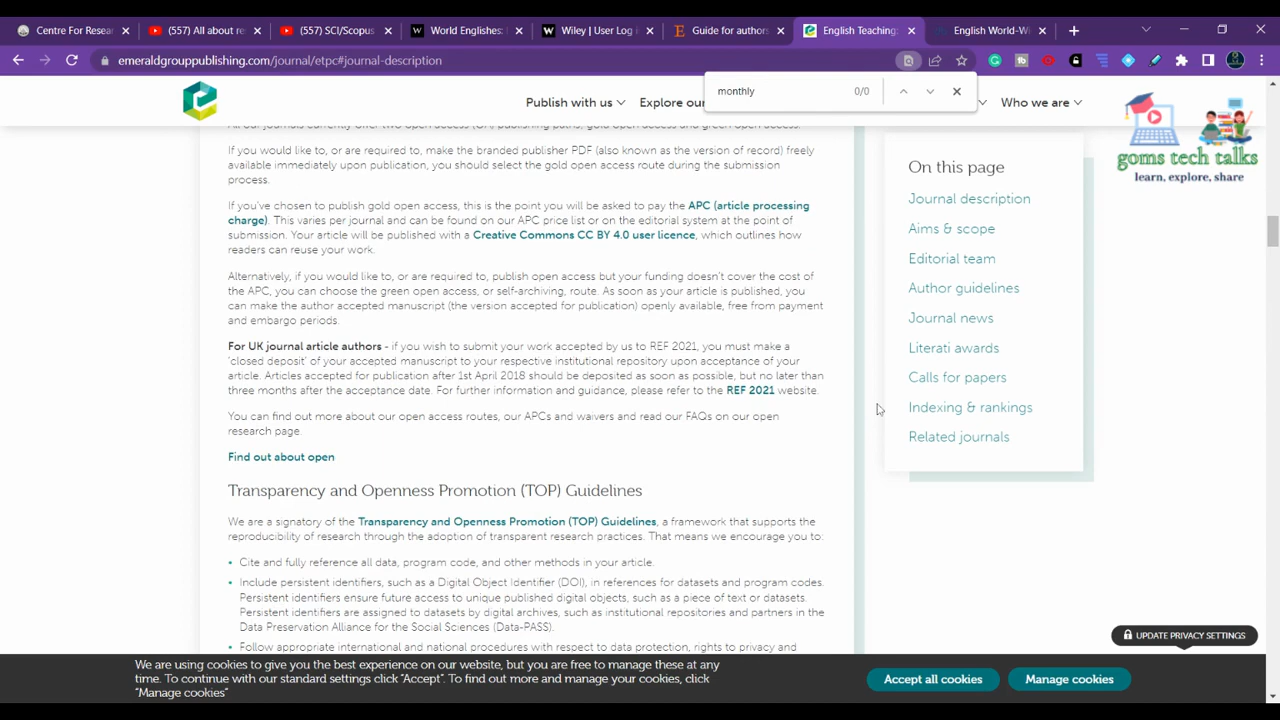 Centre For Resea
(557) All about re
(557) SCI/Scopus
World Englishes:
Wiley | User Log i
Guide for authors
English Teaching:
English World-Wi
emeraldgrouppublishing.com/journal/etpc#journal-description
monthly 0/0
Publish with us
Explore our
Who we are
goms tech talks
learn, explore, share
All our journals currently offer two open access (OA) publishing paths; gold open access and green open access.
If you would like to, or are required to, make the branded publisher PDF (also known as the version of record) freely
available immediately upon publication, you should select the gold open access route during the submission
process.
If you've chosen to publish gold open access, this is the point you will be asked to pay the APC (article processing
charge). This varies per journal and can be found on our APC price list or on the editorial system at the point of
submission. Your article will be published with a Creative Commons CC BY 4.0 user licence, which outlines how
readers can reuse your work.
Alternatively, if you would like to, or are required to, publish open access but your funding doesn't cover the cost of
the APC, you can choose the green open access, or self-archiving, route. As soon as your article is published, you
can make the author accepted manuscript (the version accepted for publication) openly available, free from payment
and embargo periods.
For UK journal article authors - if you wish to submit your work accepted by us to REF 2021, you must make a
'closed deposit' of your accepted manuscript to your respective institutional repository upon acceptance of your
article. Articles accepted for publication after 1st April 2018 should be deposited as soon as possible, but no later than
three months after the acceptance date. For further information and guidance, please refer to the REF 2021 website.
You can find out more about our open access routes, our APCs and waivers and read our FAQs on our open
research page.
Find out about open
Transparency and Openness Promotion (TOP) Guidelines
We are a signatory of the Transparency and Openness Promotion (TOP) Guidelines, a framework that supports the
reproducibility of research through the adoption of transparent research practices. That means we encourage you to:
• Cite and fully reference all data, program code, and other methods in your article.
• Include persistent identifiers, such as a Digital Object Identifier (DOI), in references for datasets and program codes.
Persistent identifiers ensure future access to unique published digital objects, such as a piece of text or datasets.
Persistent identifiers are assigned to datasets by digital archives, such as institutional repositories and partners in the
Data Preservation Alliance for the Social Sciences (Data-PASS).
• Follow appropriate international and national procedures with respect to data protection, rights to privacy and
On this page
Journal description
Aims & scope
Editorial team
Author guidelines
Journal news
Literati awards
Calls for papers
Indexing & rankings
Related journals
UPDATE PRIVACY SETTINGS
We are using cookies to give you the best experience on our website, but you are free to manage these at any
time. To continue with our standard settings click "Accept". To find out more and manage your cookies, click
"Manage cookies"
Accept all cookies
Manage cookies